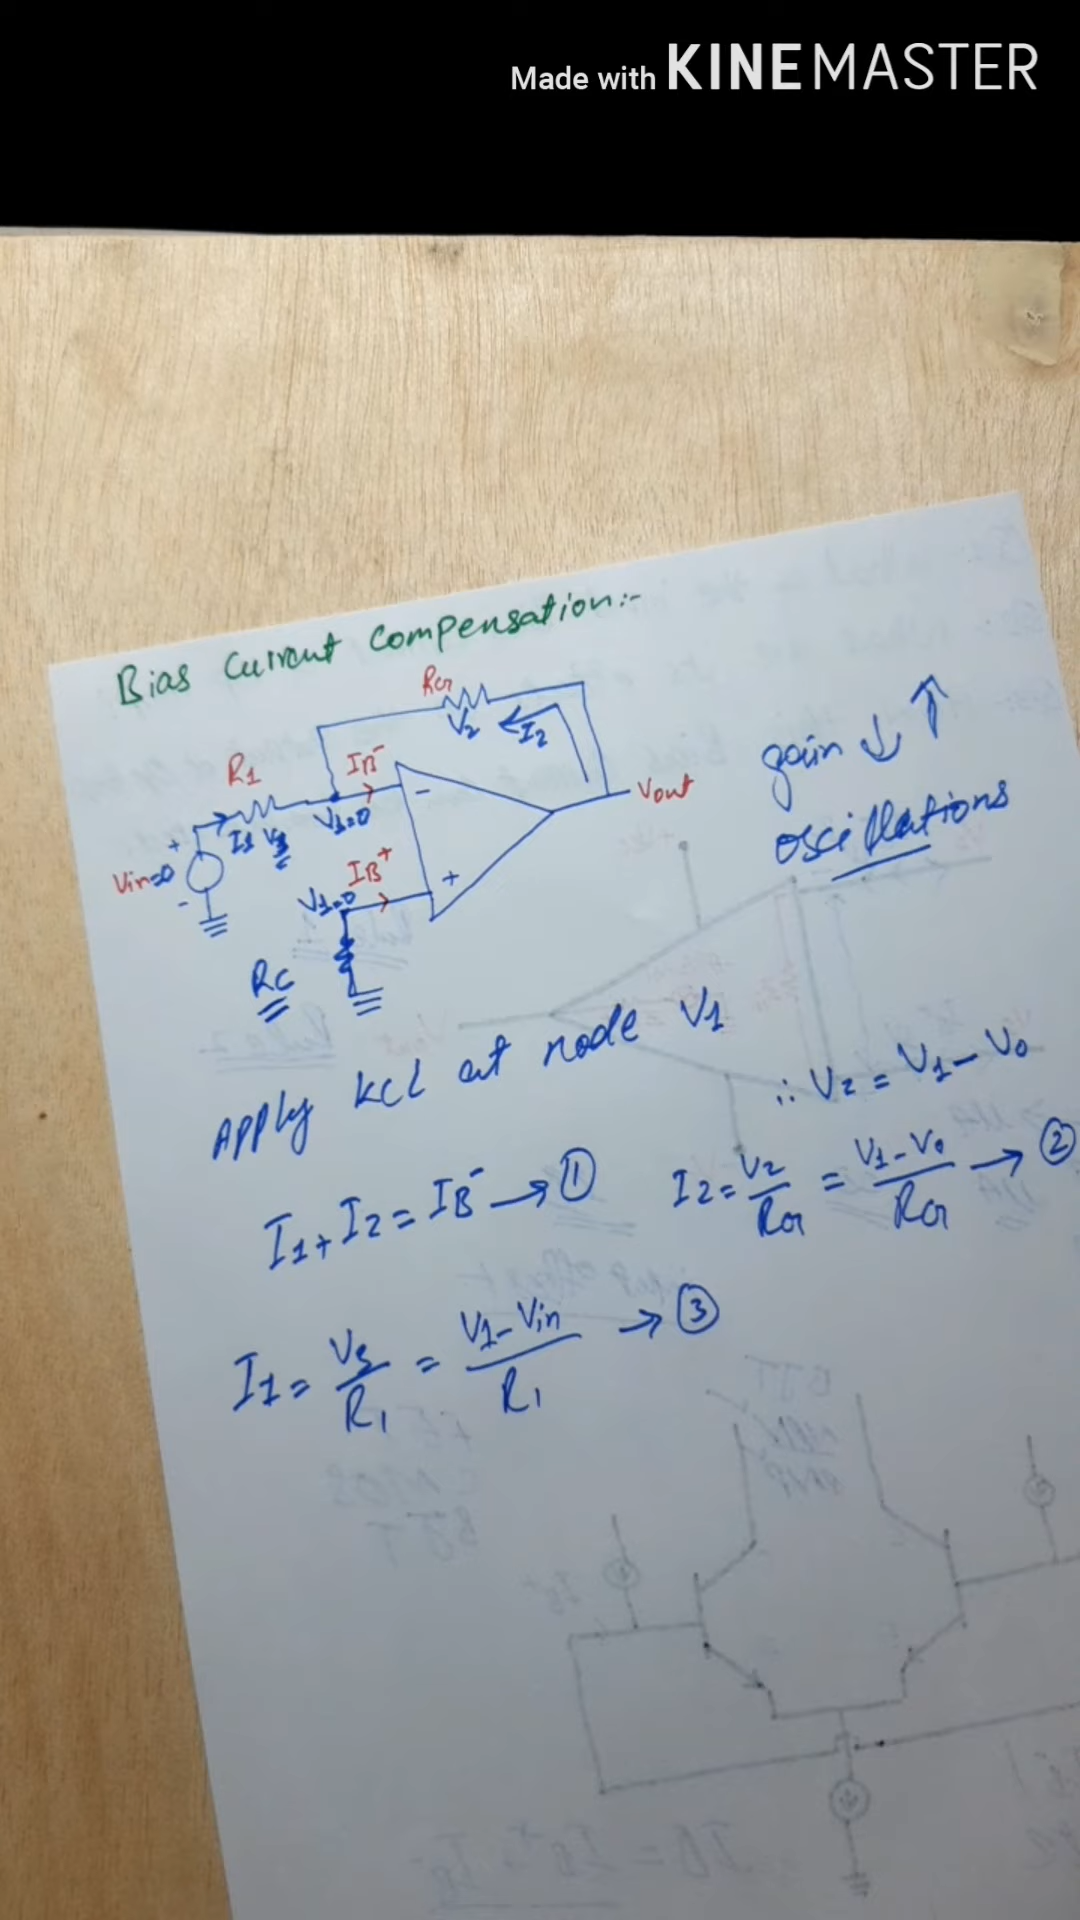 Made with KINEMASTER
Bias Current Compensation:-
RG
V2
I2
R1
IB-
-
Vout
I1 V3
V1=0
+
Vin=0
-
IB+
V1=0
+
RC
gain ↓ ↑
oscillations
Apply KCL at node V1
∴ V2 = V1 - V0
I1 + I2 = IB- → ①
I2 = V2/RG = V1-V0/RG → ②
I1 = V3/R1 = V1-Vin/R1 → ③